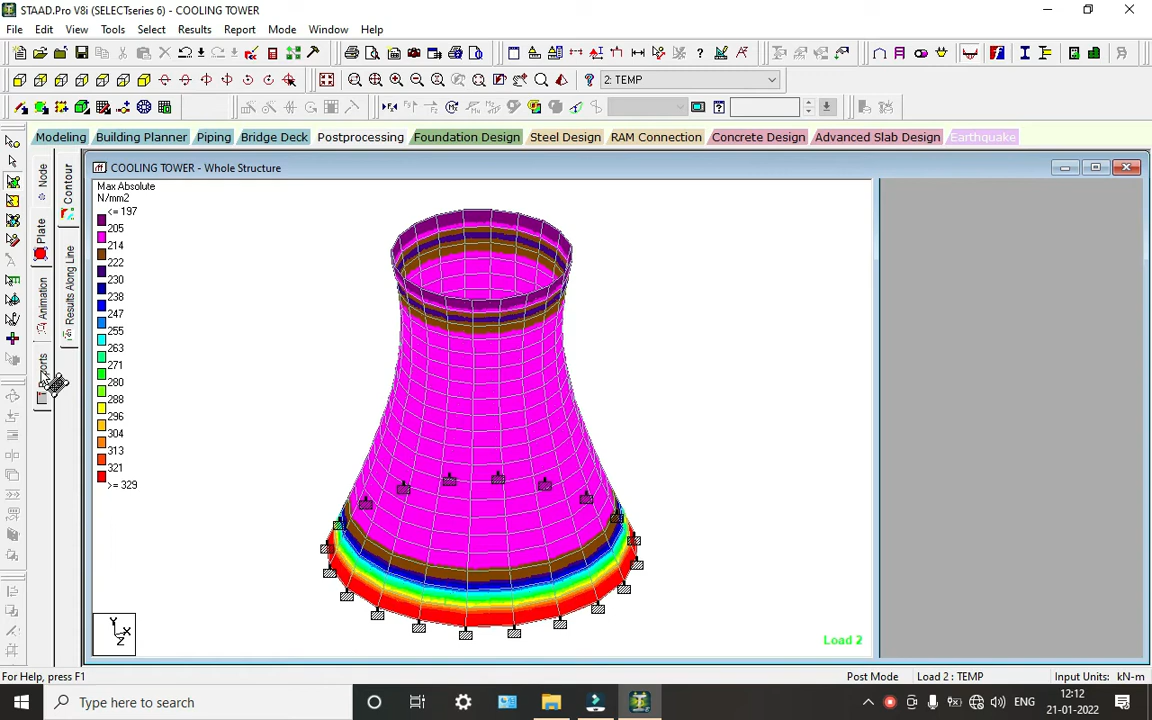 STAAD.Pro V8i (SELECTseries 6) - COOLING TOWER
File Edit View Tools Select Results Report Mode Window Help
2: TEMP
Modeling Building Planner Piping Bridge Deck Postprocessing Foundation Design Steel Design RAM Connection Concrete Design Advanced Slab Design Earthquake
COOLING TOWER - Whole Structure
Node
Plate
Animation
Contour
Results Along Line
Max Absolute
N/mm2
<= 197
205
214
222
230
238
247
255
263
271
280
288
296
304
313
321
>= 329
Y
X
Z
Load 2
For Help, press F1
Post Mode
Load 2 : TEMP
Input Units: kN-m
Type here to search
ENG
12:12
21-01-2022